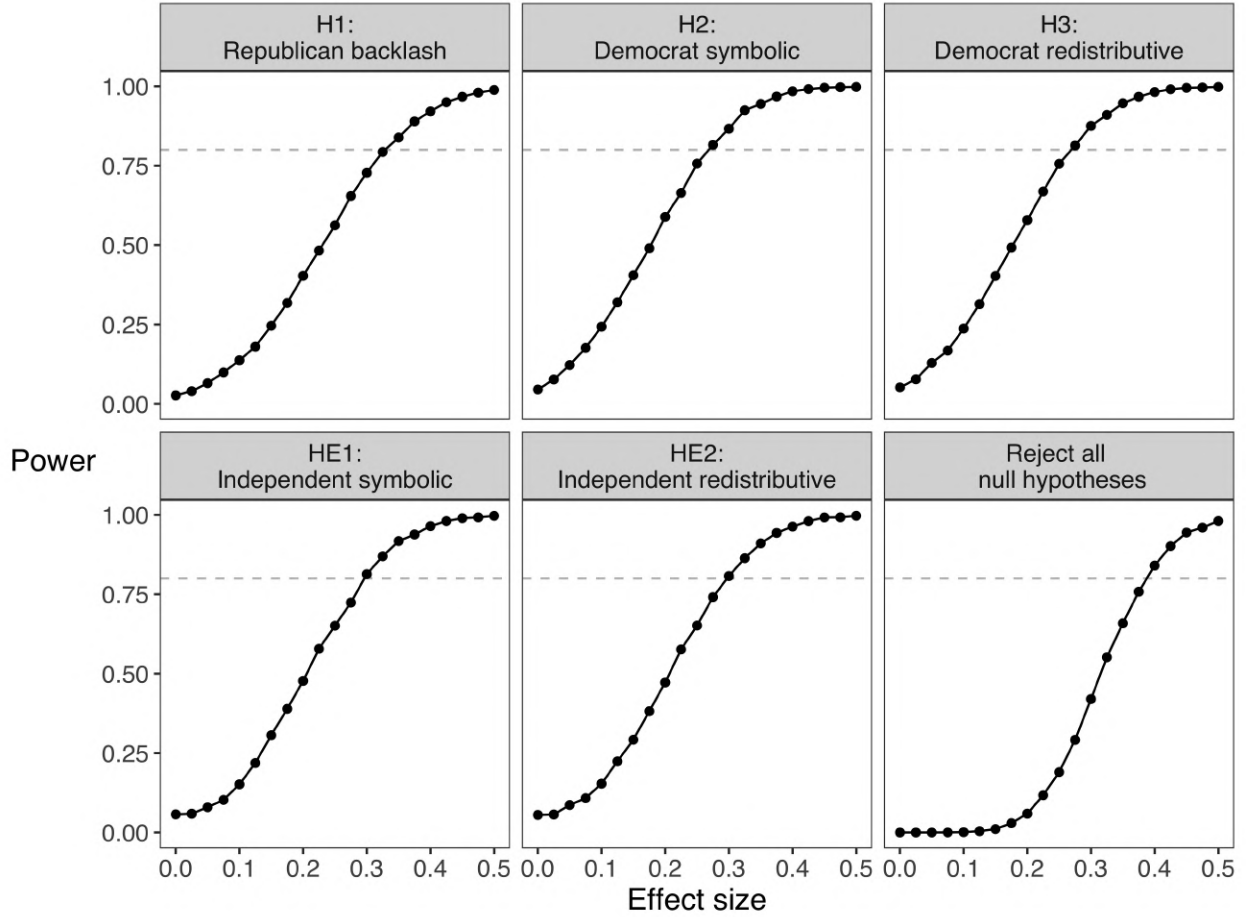 H1:
Republican backlash
H2:
Democrat symbolic
H3:
Democrat redistributive
1.00
0.75
0.50
0.25
0.00
Power
HE1:
Independent symbolic
HE2:
Independent redistributive
Reject all
null hypotheses
1.00
0.75
0.50
0.25
0.00
0.0 0.1 0.2 0.3 0.4 0.5
0.0 0.1 0.2 0.3 0.4 0.5
0.0 0.1 0.2 0.3 0.4 0.5
Effect size